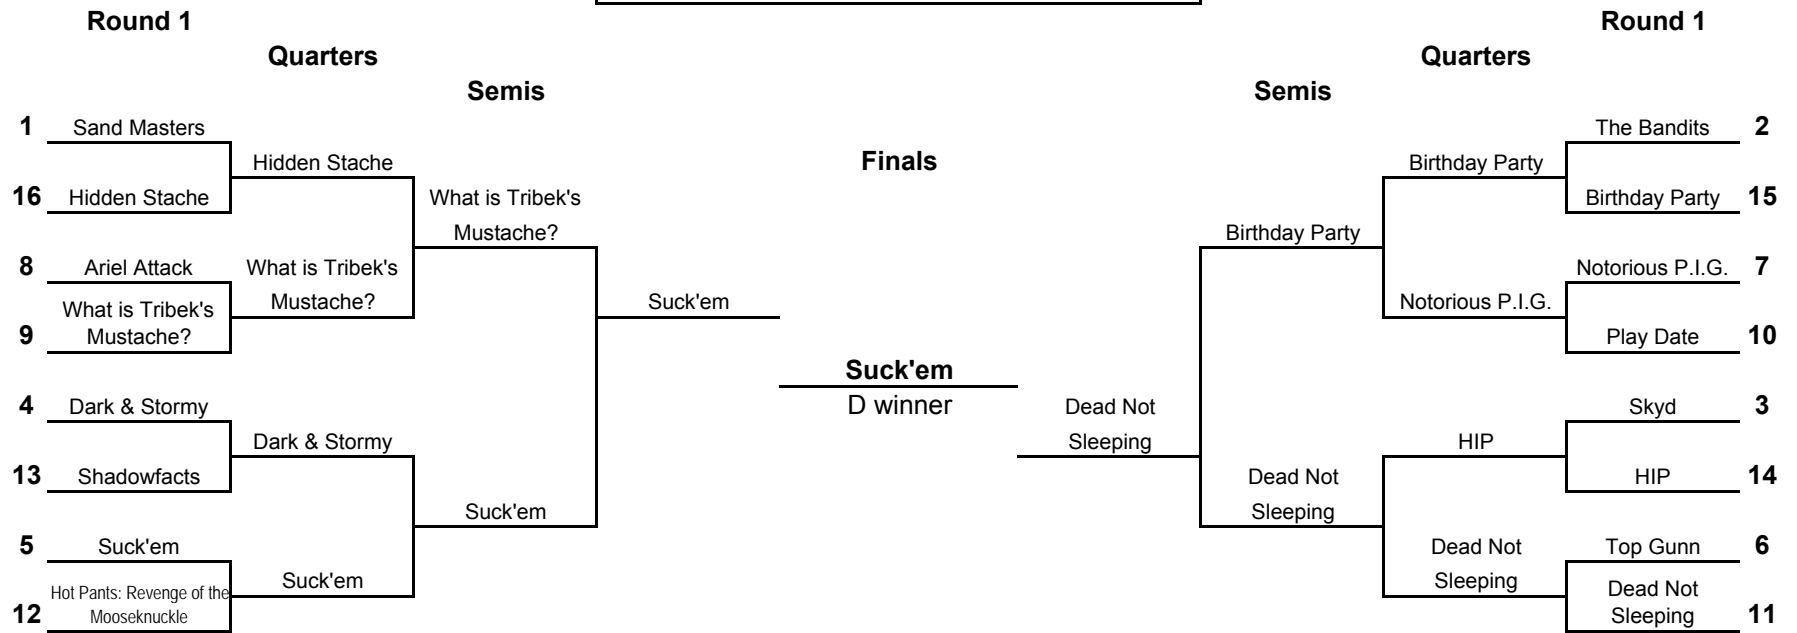 Round 1
Round 1
Quarters
Quarters
Semis
Semis
1 Sand Masters
The Bandits 2
Hidden Stache
Finals
Birthday Party
16 Hidden Stache
What is Tribek's
Birthday Party 15
Mustache?
Birthday Party
8 Ariel Attack
What is Tribek's
Notorious P.I.G. 7
What is Tribek's
Mustache?
Suck'em
Notorious P.I.G.
9 Mustache?
Play Date 10
Suck'em
4 Dark & Stormy
D winner
Dead Not
Skyd 3
Dark & Stormy
Sleeping
HIP
13 Shadowfacts
Dead Not
HIP 14
Suck'em
Sleeping
5 Suck'em
Dead Not
Top Gunn 6
Hot Pants: Revenge of the
Suck'em
Sleeping
Dead Not
12 Mooseknuckle
Sleeping 11